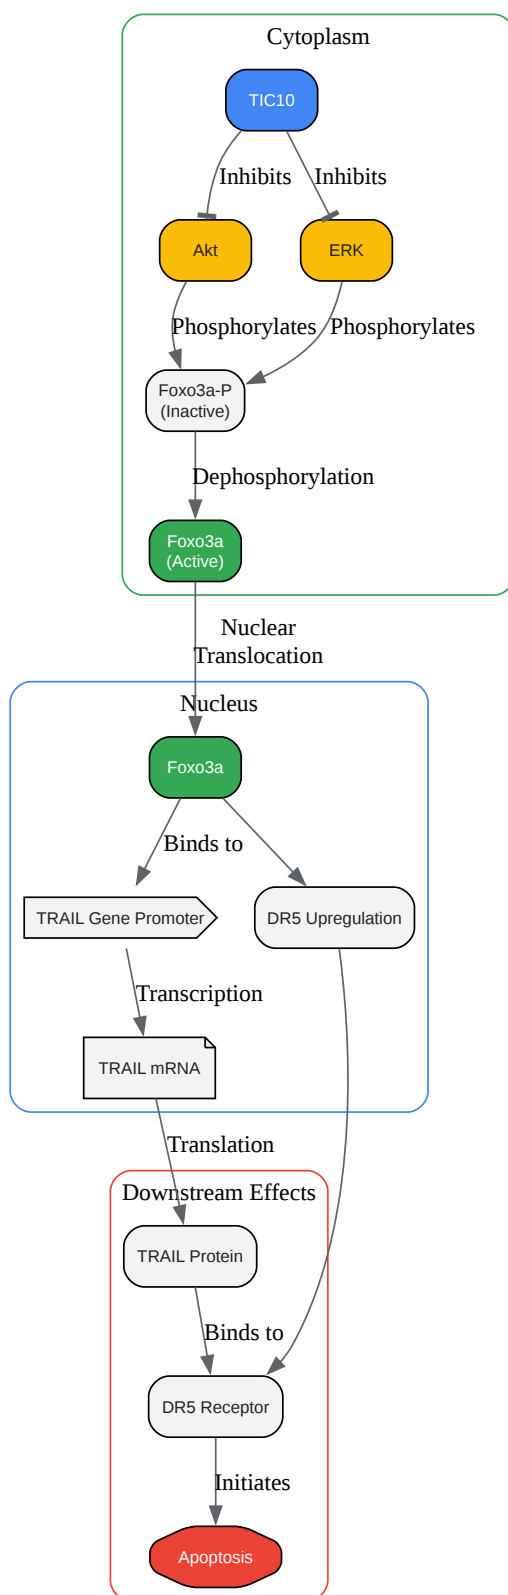 Cytoplasm
TIC10
Inhibits
Inhibits
Akt
ERK
Phosphorylates
Phosphorylates
Foxo3a-P
(Inactive)
Dephosphorylation
Foxo3a
(Active)
Nuclear
Translocation
Nucleus
Foxo3a
Binds to
TRAIL Gene Promoter
DR5 Upregulation
Transcription
TRAIL mRNA
Translation
Downstream Effects
TRAIL Protein
Binds to
DR5 Receptor
Initiates
Apoptosis